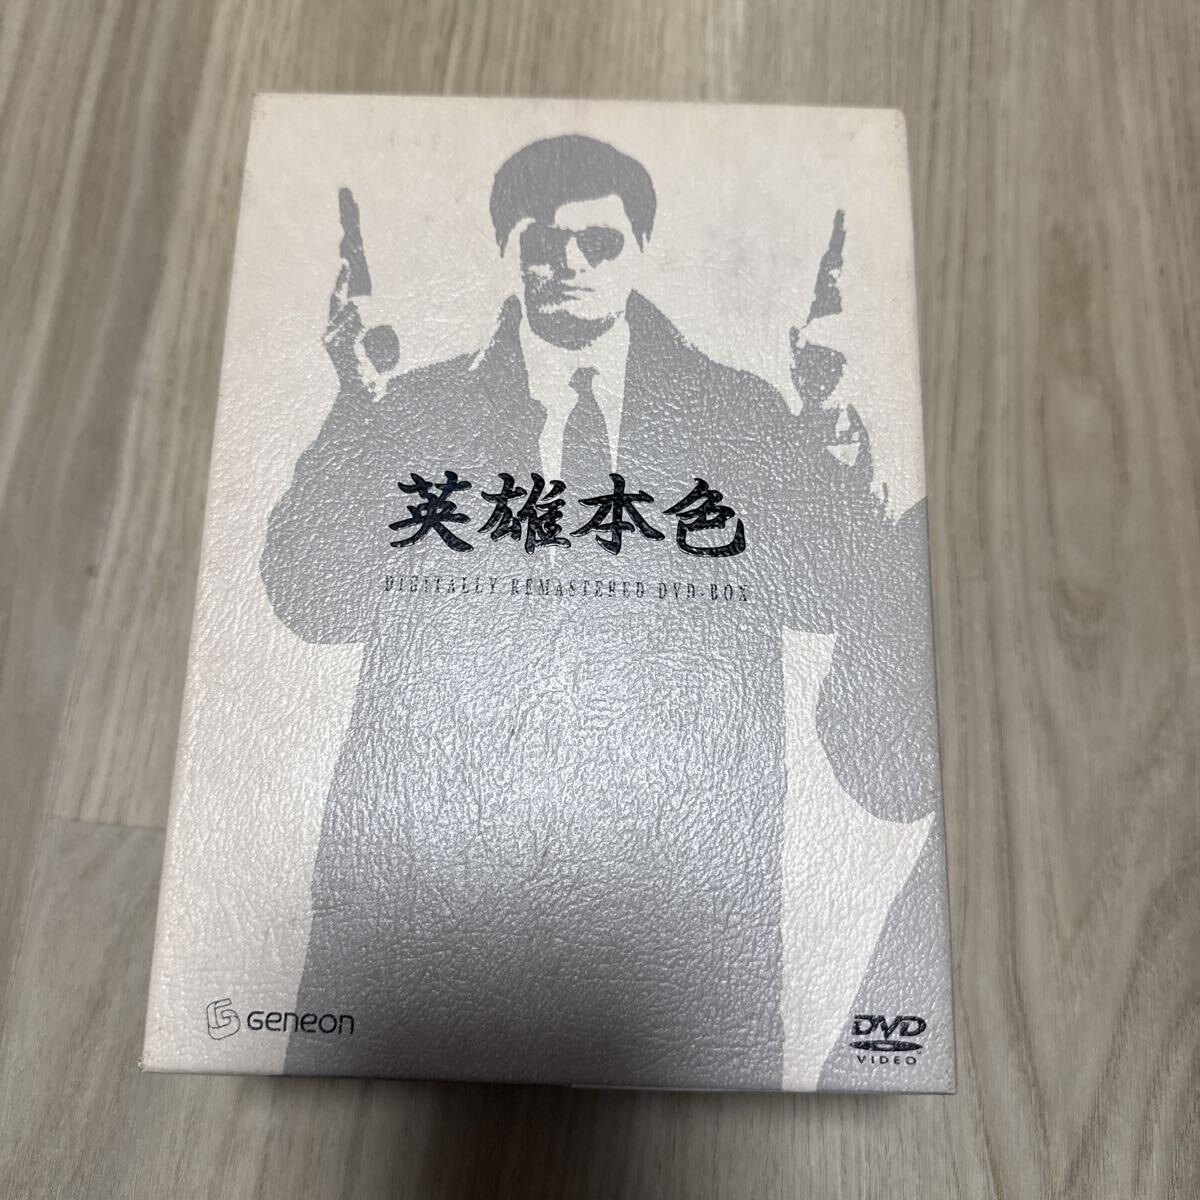 英雄本色
DIGITALLY REMASTERED DVD-BOX
Geneon
DVD
VIDEO